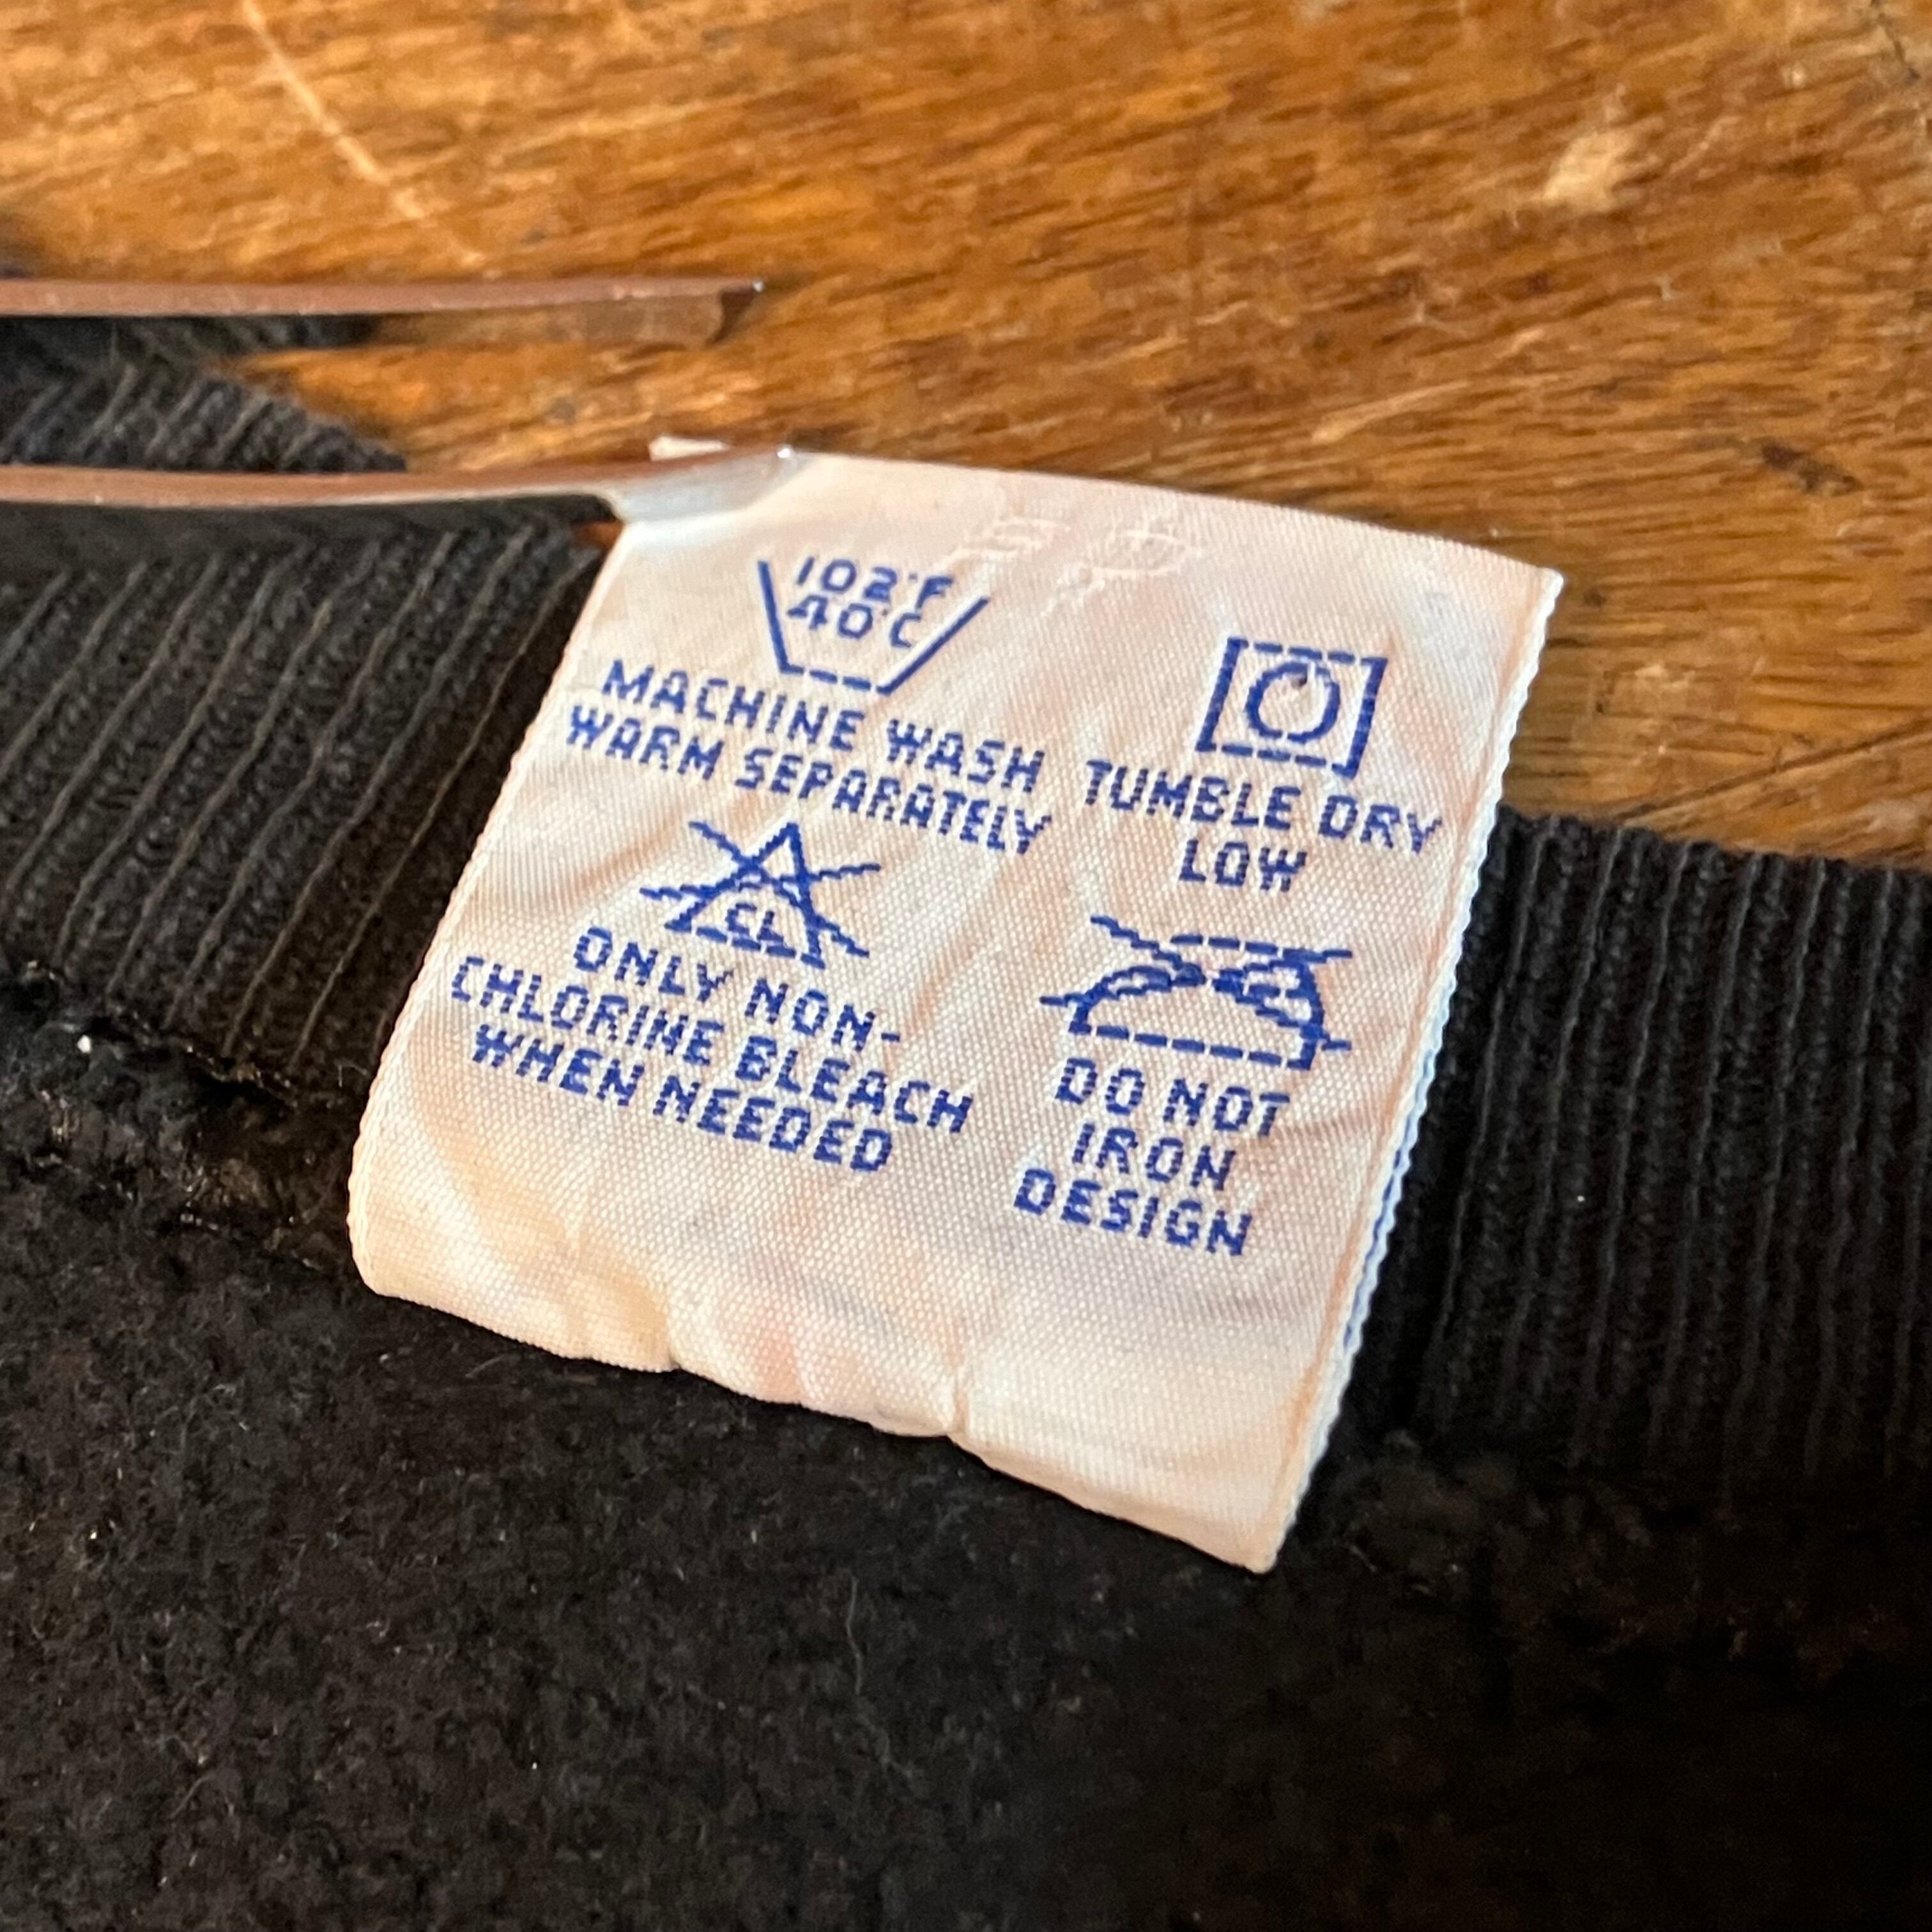 102°F
40°C
MACHINE WASH
WARM SEPARATELY
TUMBLE DRY
LOW
CL
ONLY NON-
CHLORINE BLEACH
WHEN NEEDED
DO NOT
IRON
DESIGN